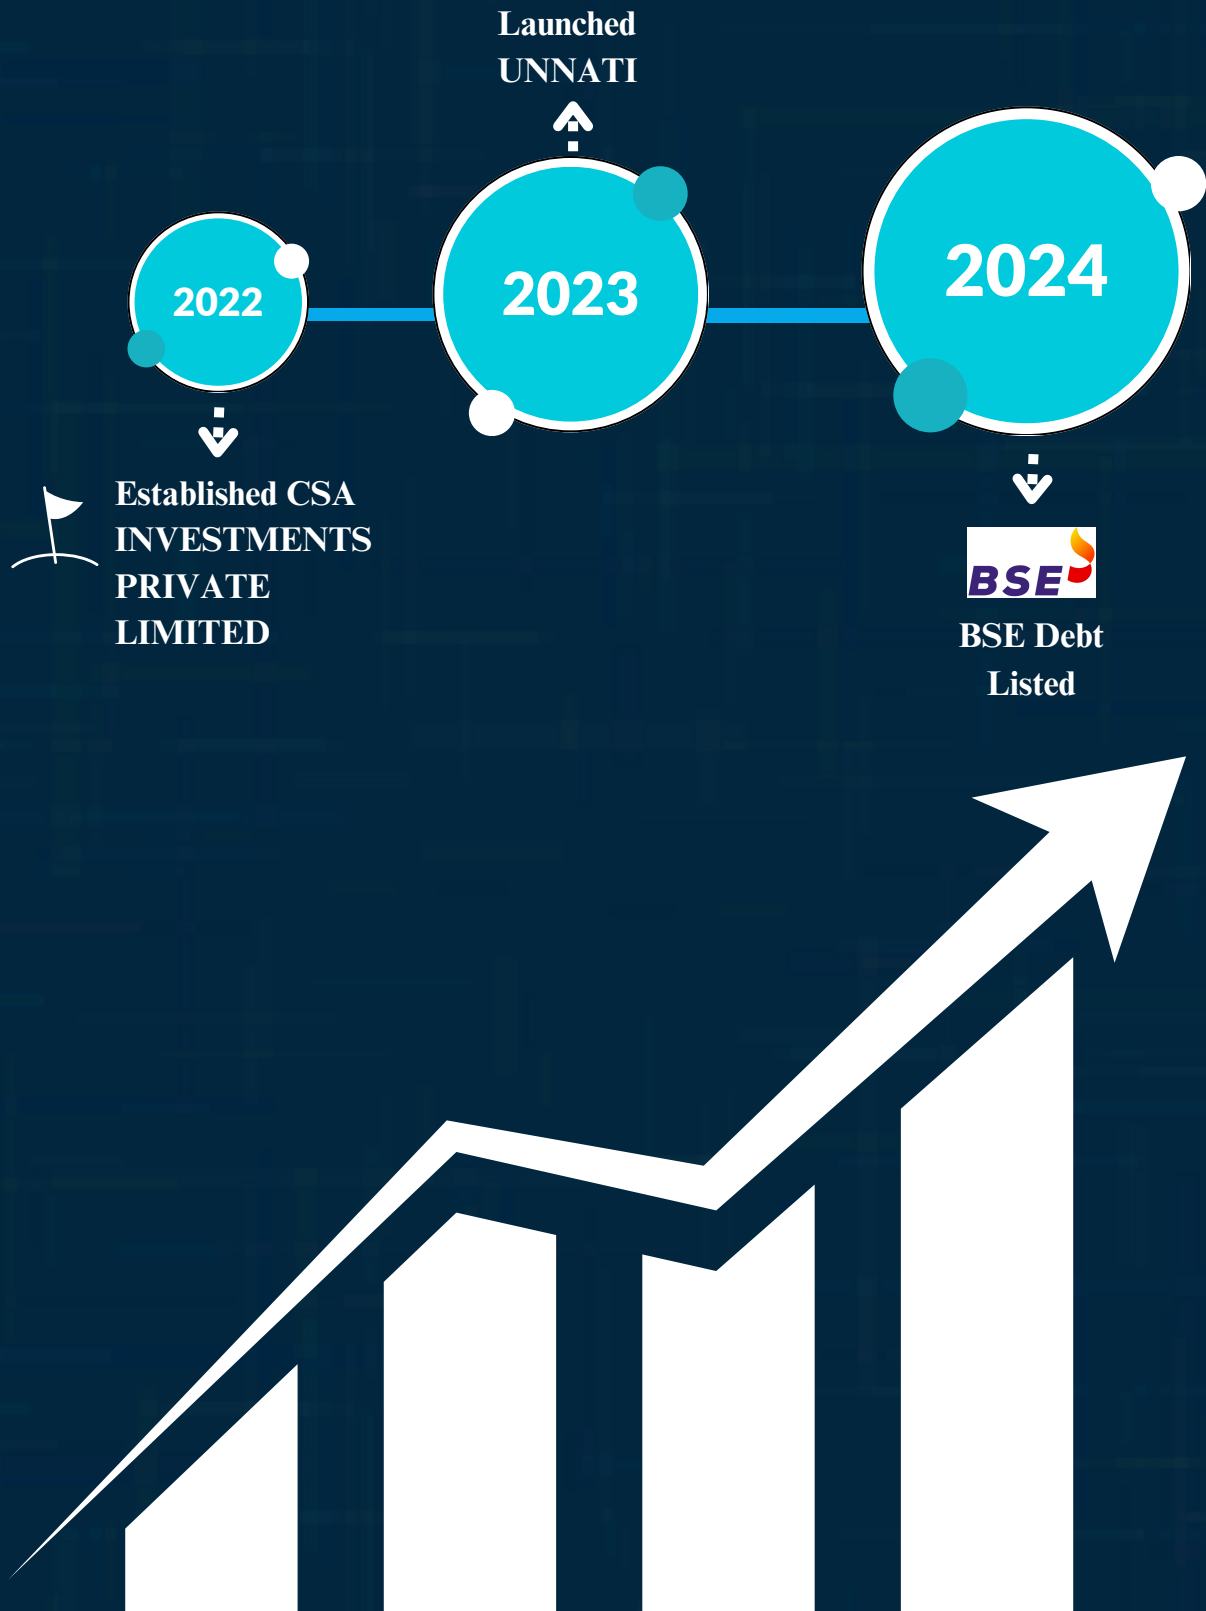 Launched
UNNATI
2022
2023
2024
Established CSA
INVESTMENTS
PRIVATE
LIMITED
BSE
BSE Debt
Listed